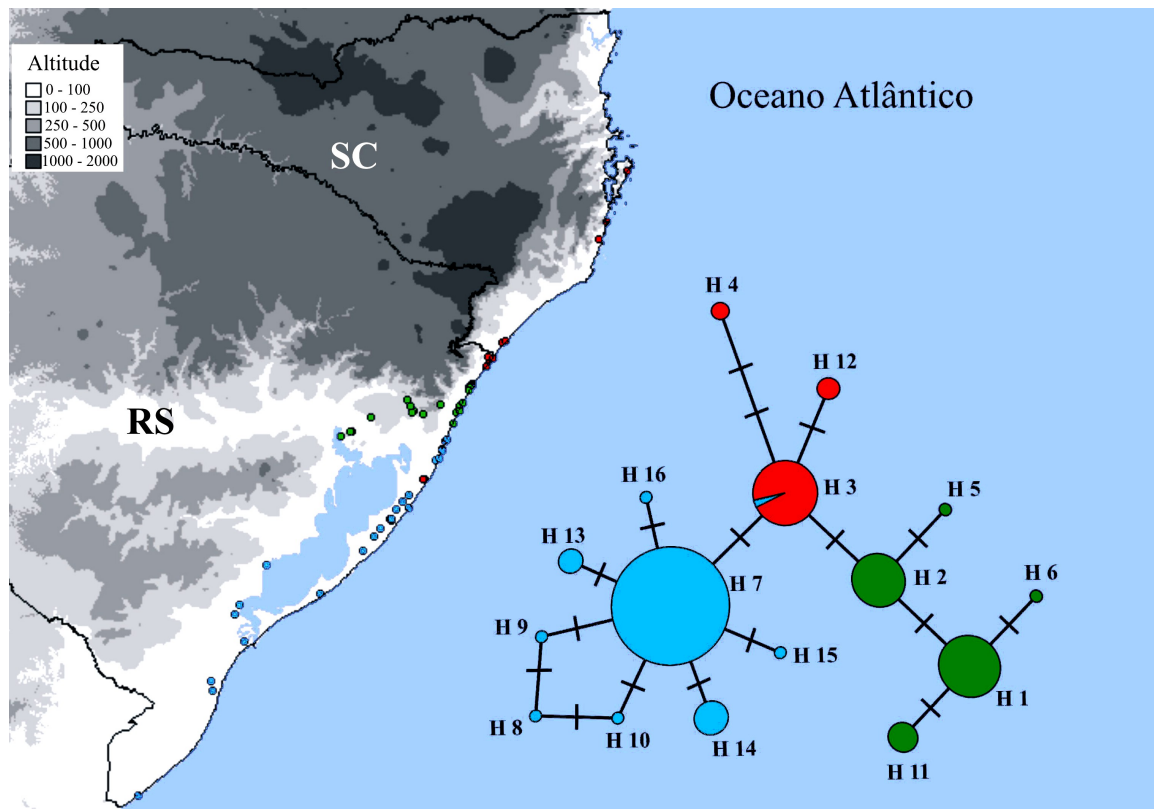 Altitude
0 - 100
100 - 250
250 - 500
500 - 1000
1000 - 2000
Oceano Atlântico
SC
RS
H 4
H 12
H 3
H 16
H 5
H 13
H 7
H 2
H 6
H 9
H 15
H 1
H 8
H 10
H 14
H 11